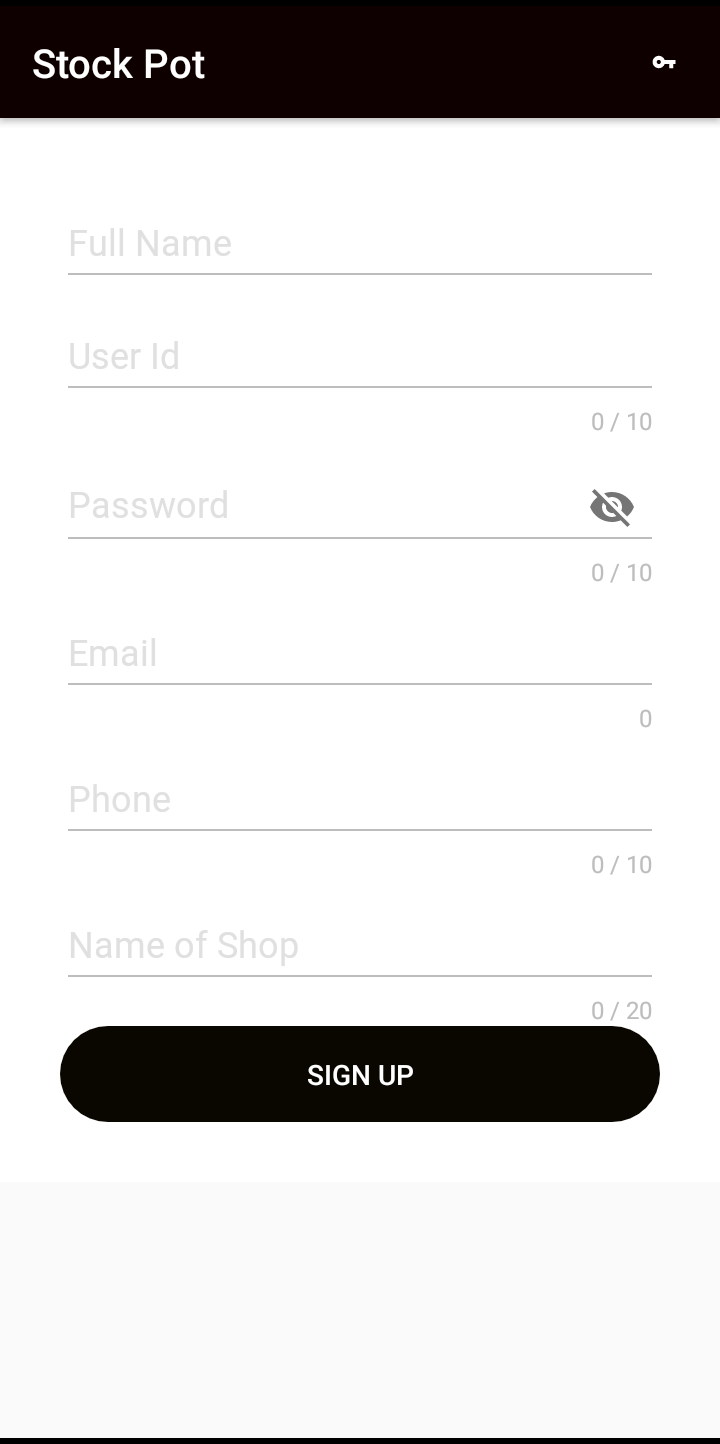 Stock Pot
Full Name
User Id
0 / 10
Password
0 / 10
Email
0
Phone
0 / 10
Name of Shop
0 / 20
SIGN UP